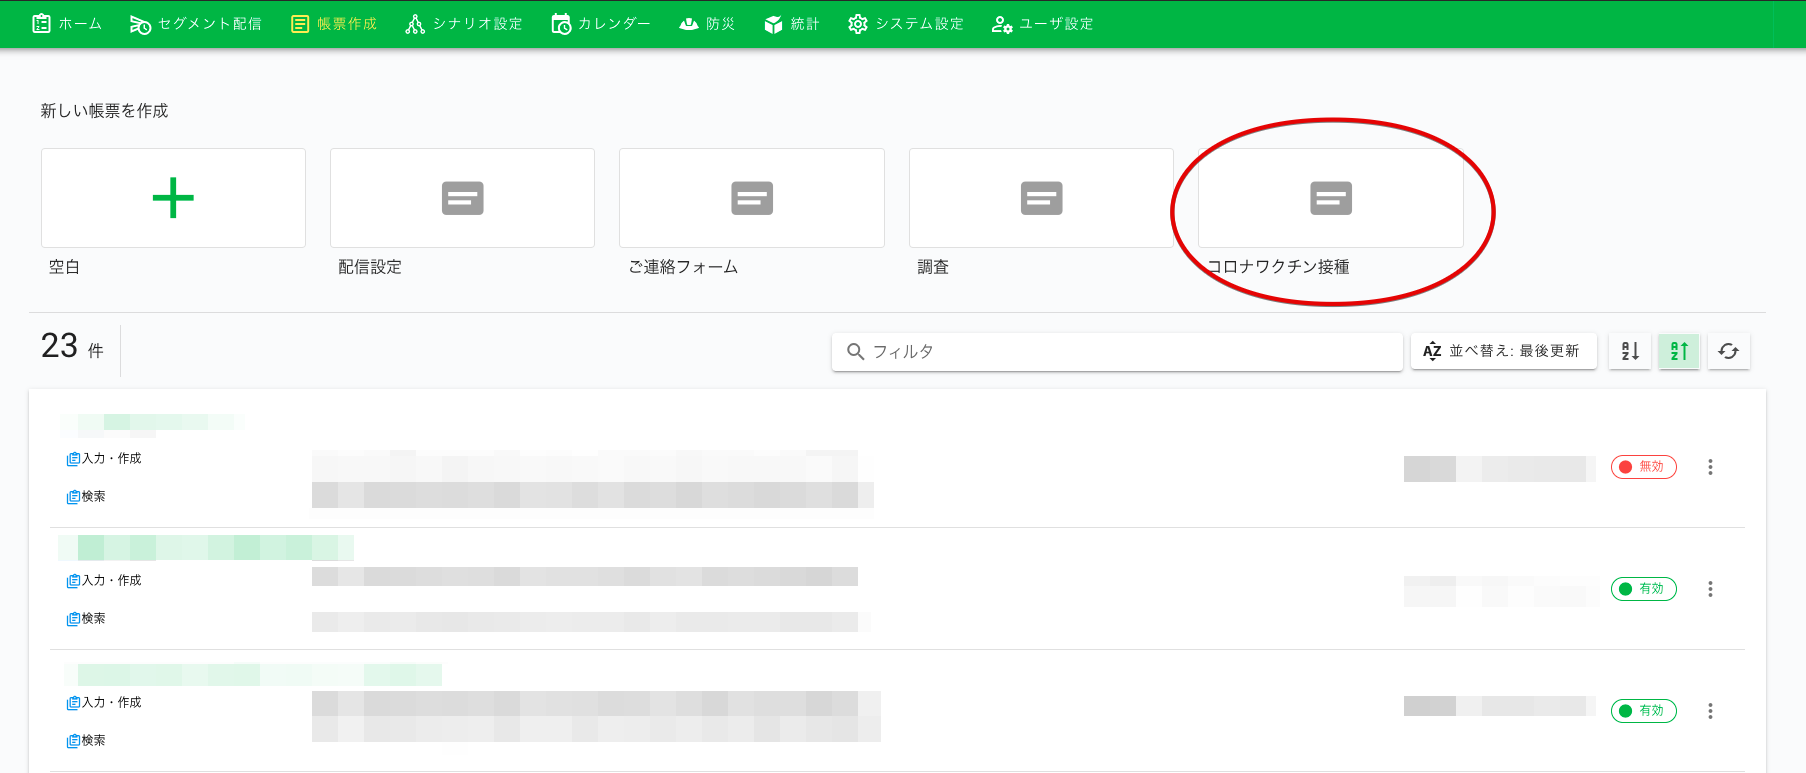 ホーム セグメント配信 帳票作成 シナリオ設定 カレンダー 防災 統計 システム設定 ユーザ設定
新しい帳票を作成
空白 配信設定 ご連絡フォーム 調査 コロナワクチン接種
23 件 フィルタ 並べ替え: 最後更新
入力・作成
無効
検索
入力・作成
有効
検索
入力・作成
有効
検索